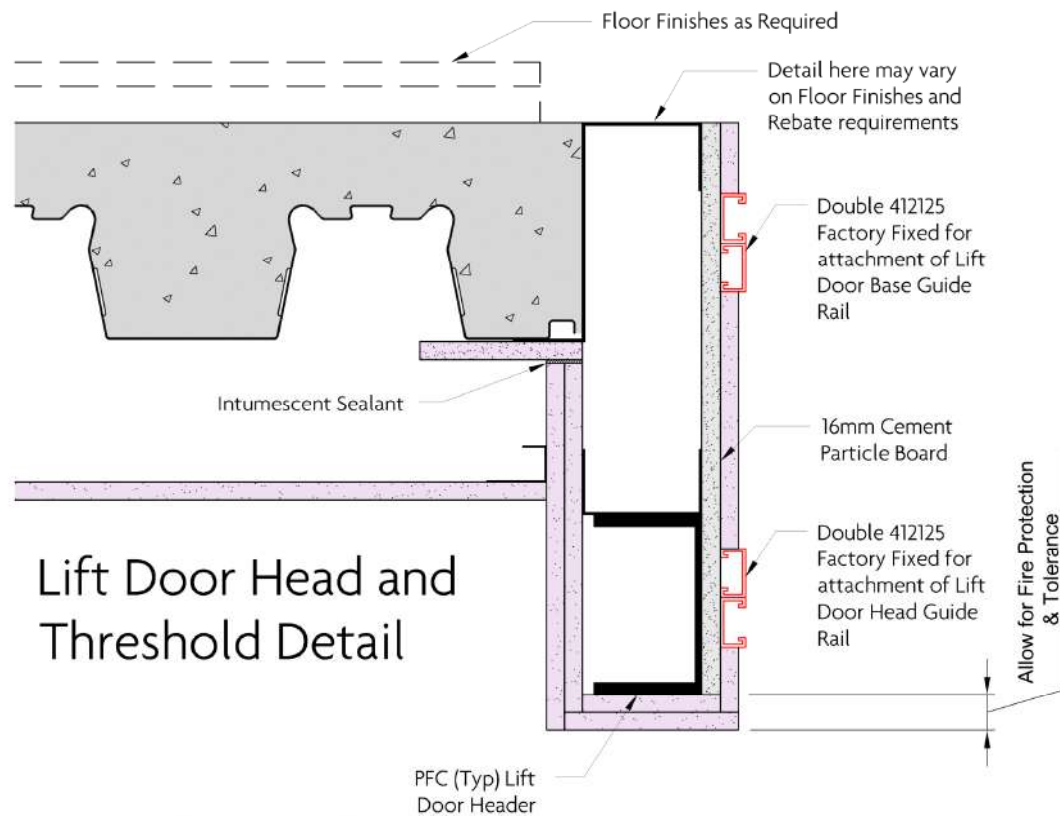 Floor Finishes as Required
Detail here may vary
on Floor Finishes and
Rebate requirements
Double 412125
Factory Fixed for
attachment of Lift
Door Base Guide
Rail
Intumescent Sealant
16mm Cement
Particle Board
Lift Door Head and
Threshold Detail
Double 412125
Factory Fixed for
attachment of Lift
Door Head Guide
Rail
Allow for Fire Protection
& Tolerance
PFC (Typ) Lift
Door Header